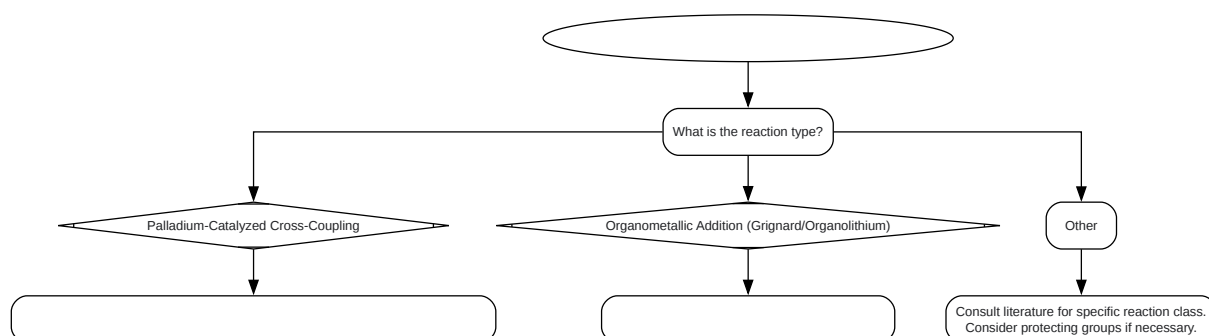 What is the reaction type?
Palladium-Catalyzed Cross-Coupling
Organometallic Addition (Grignard/Organolithium)
Other
Consult literature for specific reaction class.
Consider protecting groups if necessary.